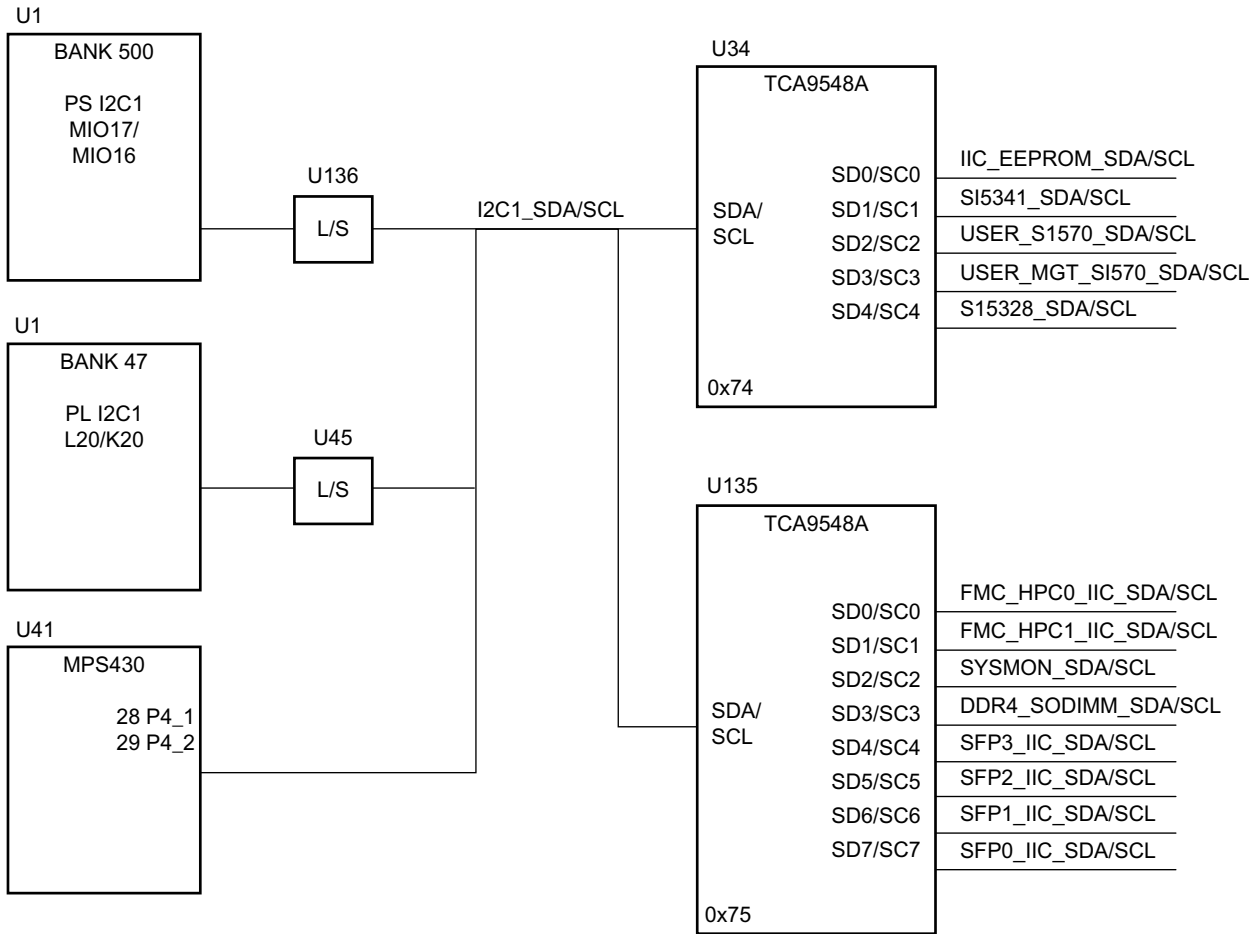 U1
BANK 500
PS I2C1
MIO17/
MIO16
U136
L/S
I2C1_SDA/SCL
U1
BANK 47
PL I2C1
L20/K20
U45
L/S
U41
MPS430
28 P4_1
29 P4_2
U34
TCA9548A
SDA/
SCL
SD0/SC0
SD1/SC1
SD2/SC2
SD3/SC3
SD4/SC4
IIC_EEPROM_SDA/SCL
SI5341_SDA/SCL
USER_S1570_SDA/SCL
USER_MGT_SI570_SDA/SCL
S15328_SDA/SCL
0x74
U135
TCA9548A
SDA/
SCL
SD0/SC0
SD1/SC1
SD2/SC2
SD3/SC3
SD4/SC4
SD5/SC5
SD6/SC6
SD7/SC7
FMC_HPC0_IIC_SDA/SCL
FMC_HPC1_IIC_SDA/SCL
SYSMON_SDA/SCL
DDR4_SODIMM_SDA/SCL
SFP3_IIC_SDA/SCL
SFP2_IIC_SDA/SCL
SFP1_IIC_SDA/SCL
SFP0_IIC_SDA/SCL
0x75